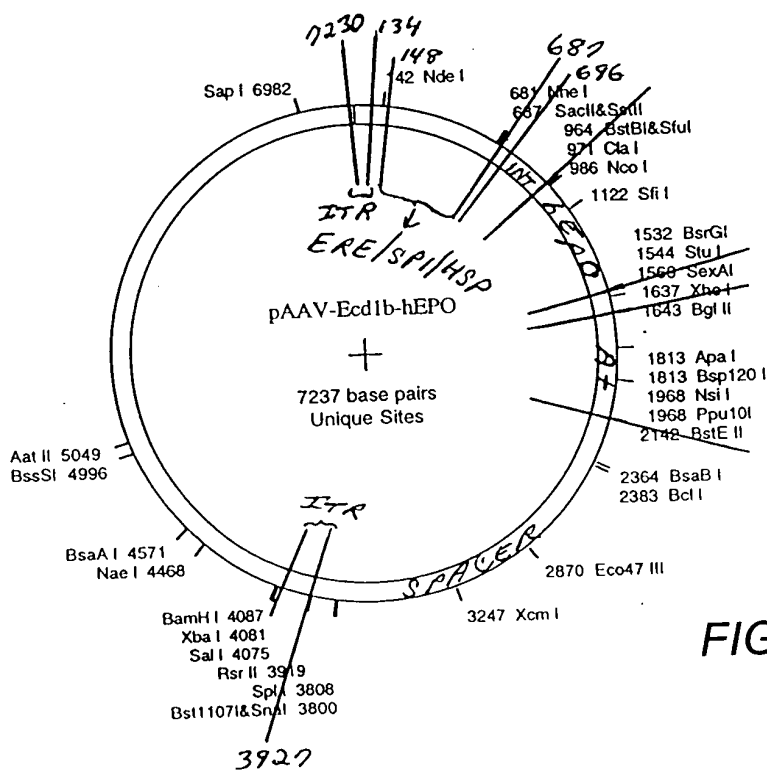 7230
134
148
687
696
42 Nde I
Sap I 6982
681 Nhe I
687 SacII&SstII
964 BstBI&SfuI
971 Cla I
986 Nco I
1122 Sfi I
INT
hEPO
ITR
ERE/SP1/HSP
1532 BsrGI
1544 Stu I
1569 SexAI
1637 Xho I
1643 Bgl II
pAAV-Ecd1b-hEPO
7237 base pairs
Unique Sites
A+
1813 Apa I
1813 Bsp120 I
1968 Nsi I
1968 Ppu10I
2142 BstE II
2364 BsaB I
2383 Bcl I
Aat II 5049
BssSI 4996
ITR
SPACER
2870 Eco47 III
3247 Xcm I
BsaA I 4571
Nae I 4468
BamH I 4087
Xba I 4081
Sal I 4075
Rsr II 3919
Spl I 3808
Bst1107I&SnaI 3800
3927
FIG